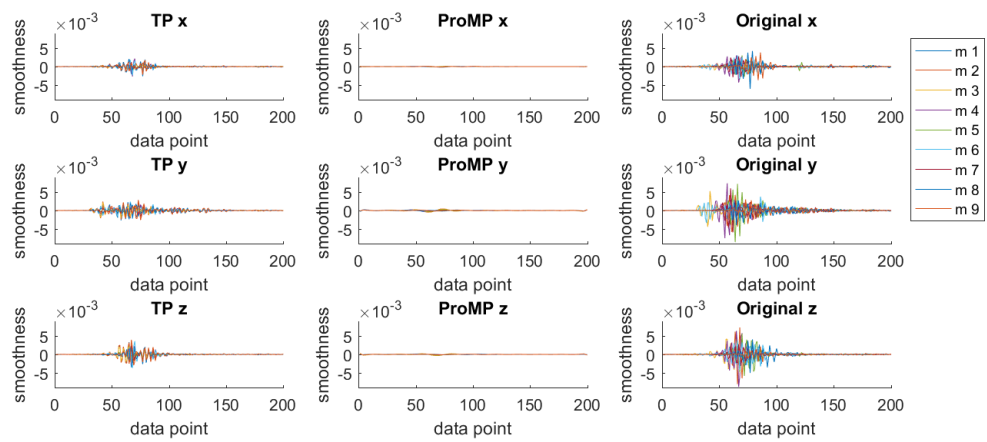 TP x
×10-3
smoothness
5
0
-5
0 50 100 150 200
data point
ProMP x
×10-3
smoothness
5
0
-5
0 50 100 150 200
data point
Original x
×10-3
smoothness
5
0
-5
0 50 100 150 200
data point
m 1
m 2
m 3
m 4
m 5
m 6
m 7
m 8
m 9
TP y
×10-3
smoothness
5
0
-5
0 50 100 150 200
data point
ProMP y
×10-3
smoothness
5
0
-5
0 50 100 150 200
data point
Original y
×10-3
smoothness
5
0
-5
0 50 100 150 200
data point
TP z
×10-3
smoothness
5
0
-5
0 50 100 150 200
data point
ProMP z
×10-3
smoothness
5
0
-5
0 50 100 150 200
data point
Original z
×10-3
smoothness
5
0
-5
0 50 100 150 200
data point